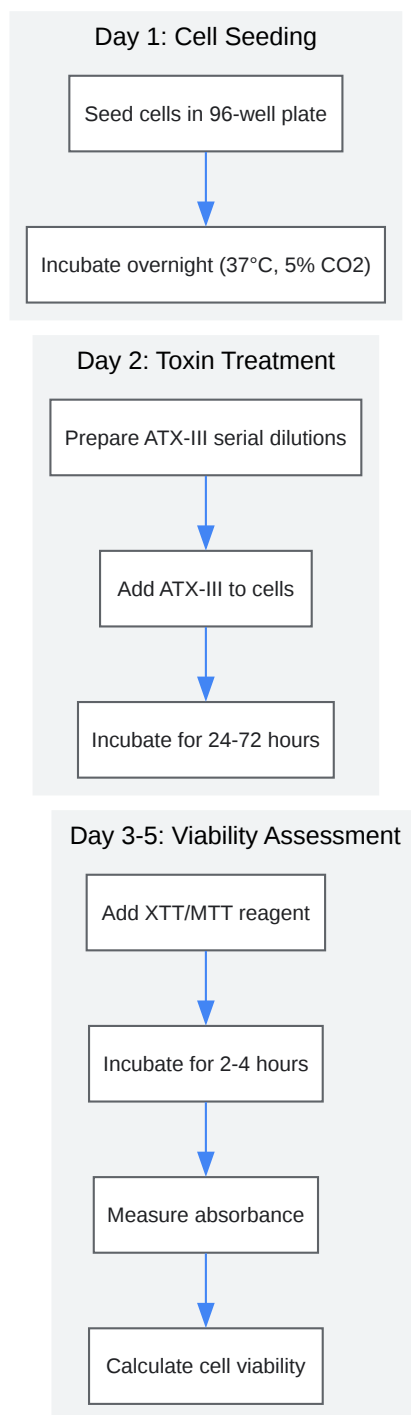 Day 1: Cell Seeding
Seed cells in 96-well plate
Incubate overnight (37°C, 5% CO2)
Day 2: Toxin Treatment
Prepare ATX-III serial dilutions
Add ATX-III to cells
Incubate for 24-72 hours
Day 3-5: Viability Assessment
Add XTT/MTT reagent
Incubate for 2-4 hours
Measure absorbance
Calculate cell viability